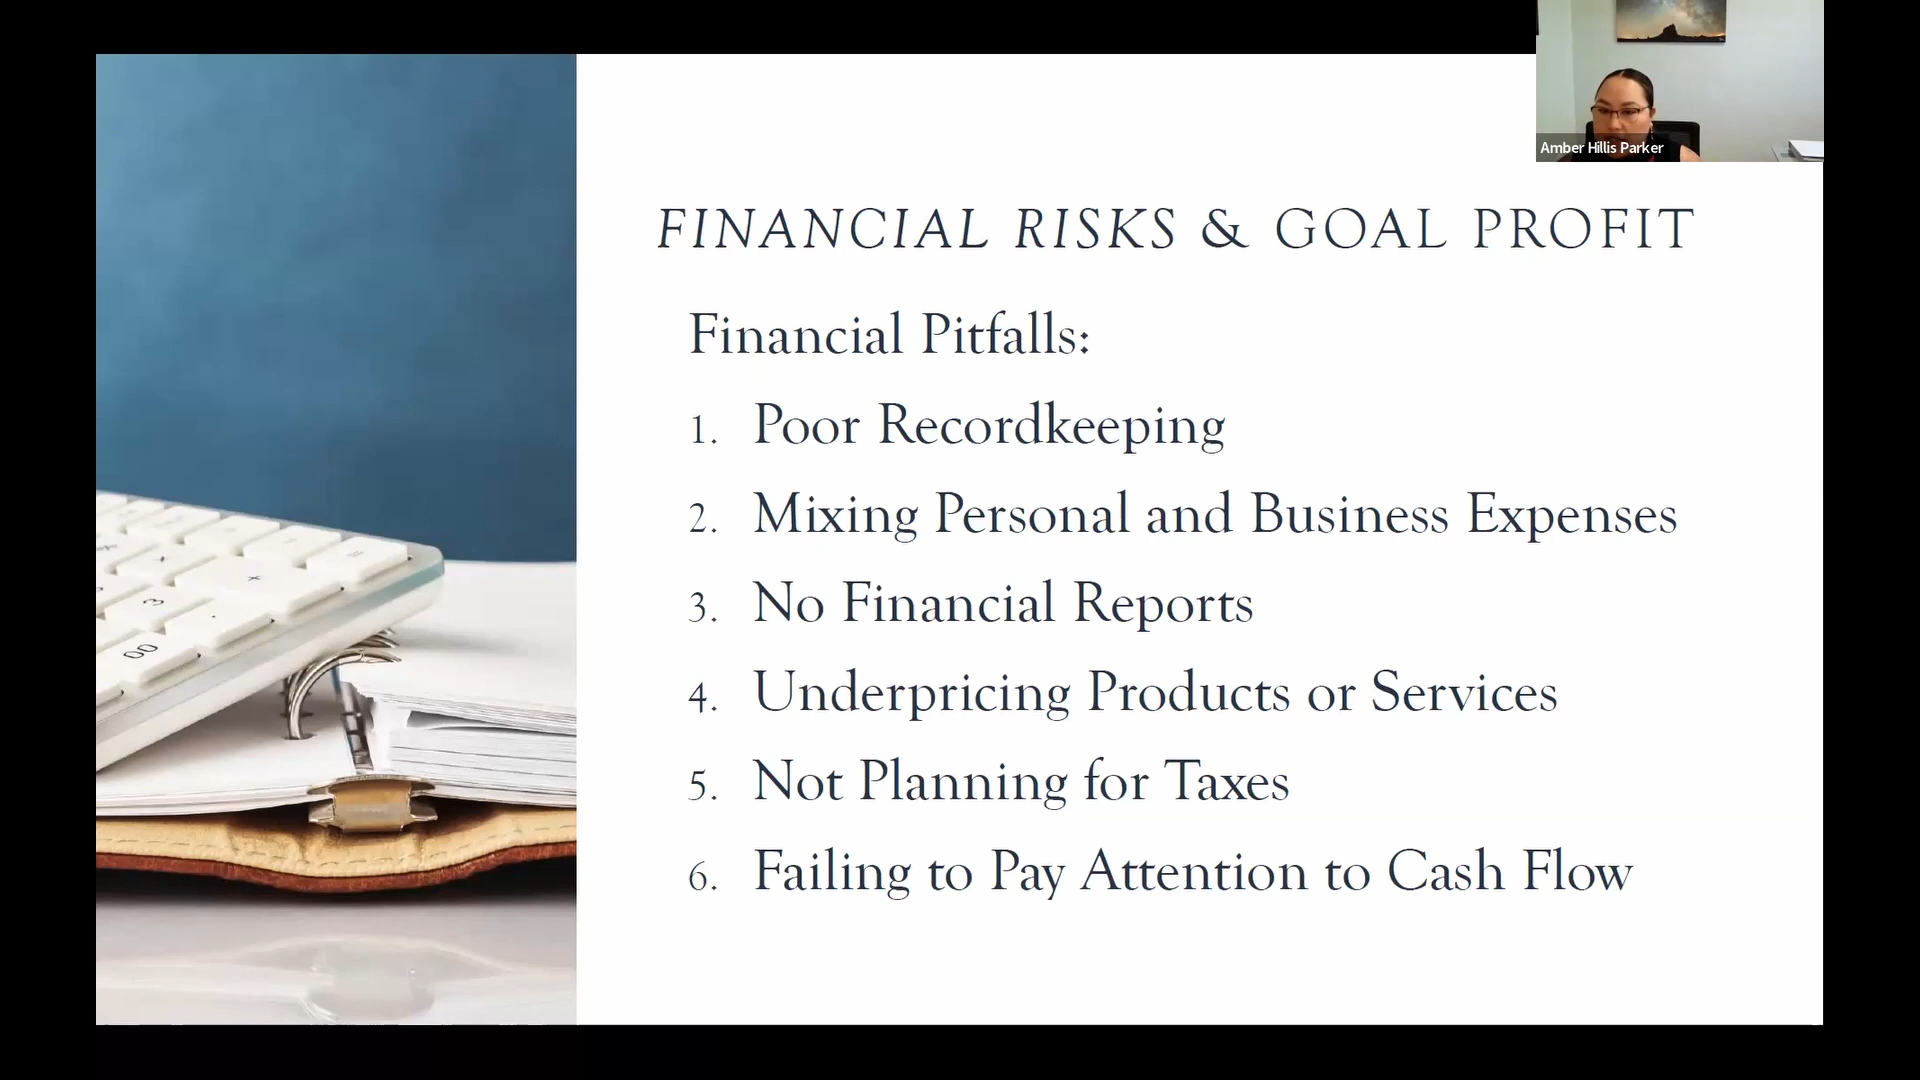 Amber Hillis Parker
FINANCIAL RISKS & GOAL PROFIT
Financial Pitfalls:
1. Poor Recordkeeping
2. Mixing Personal and Business Expenses
3. No Financial Reports
4. Underpricing Products or Services
5. Not Planning for Taxes
6. Failing to Pay Attention to Cash Flow
+
3
00